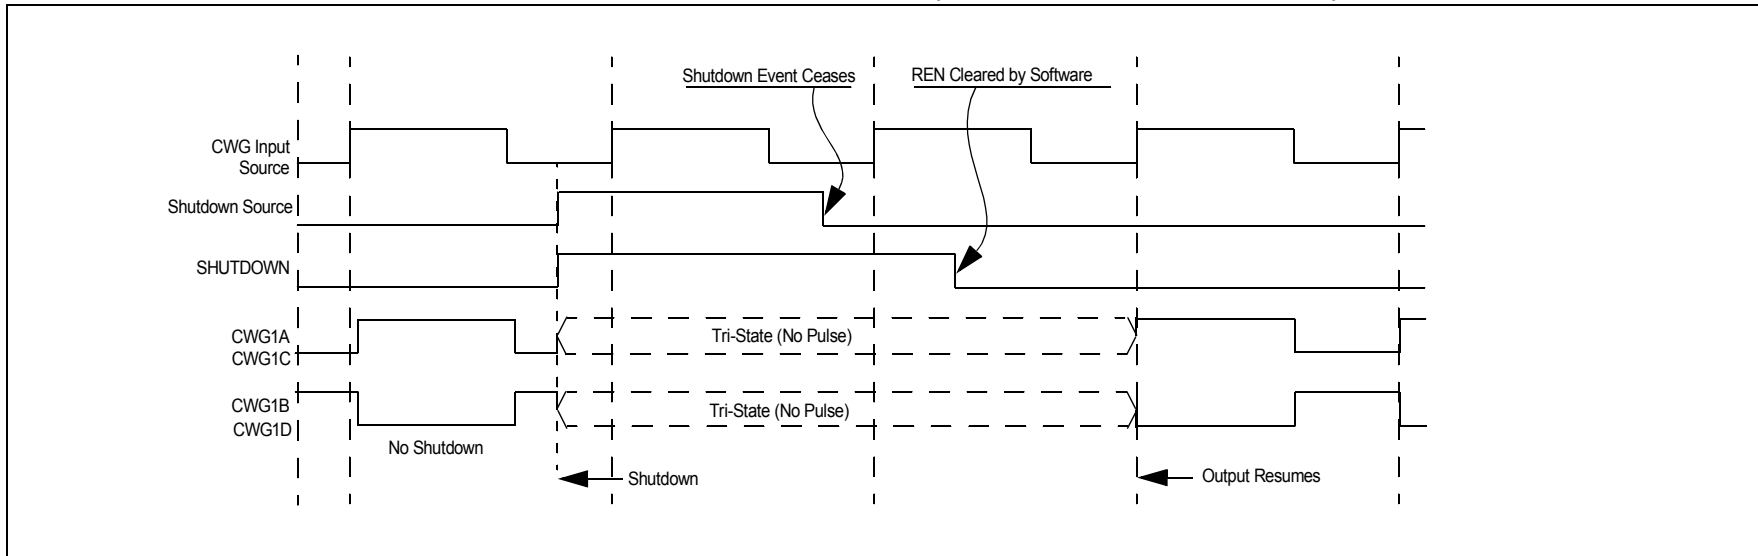 Shutdown Event Ceases
REN Cleared by Software
CWG Input
Source
Shutdown Source
SHUTDOWN
CWG1A
CWG1C
Tri-State (No Pulse)
CWG1B
CWG1D
Tri-State (No Pulse)
No Shutdown
Shutdown
Output Resumes